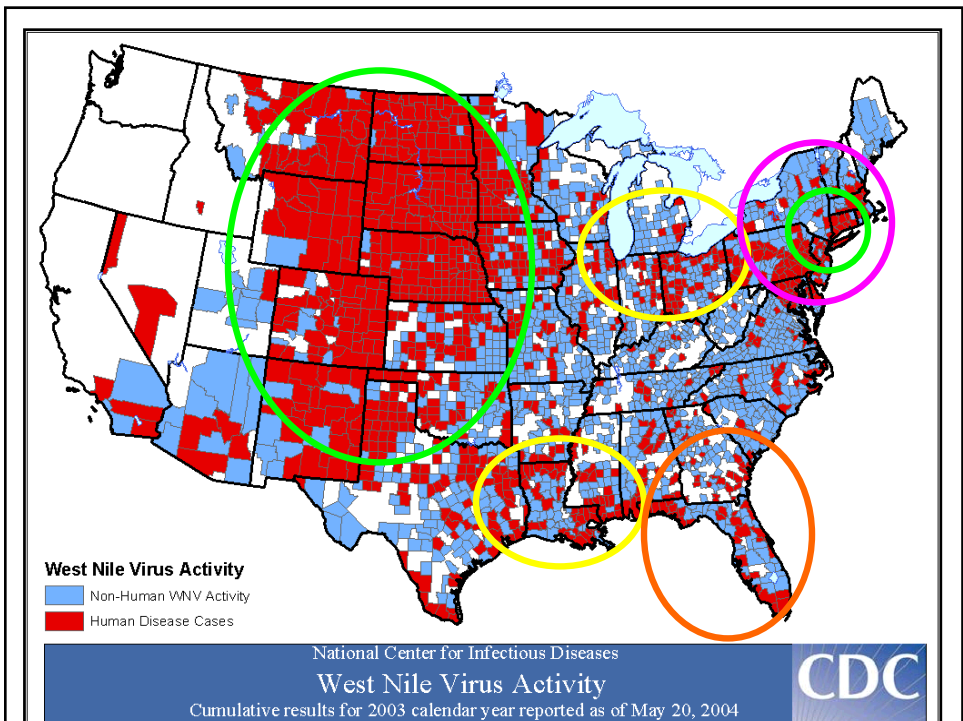 West Nile Virus Activity
Non-Human WNV Activity
Human Disease Cases
National Center for Infectious Diseases
West Nile Virus Activity
Cumulative results for 2003 calendar year reported as of May 20, 2004
CDC